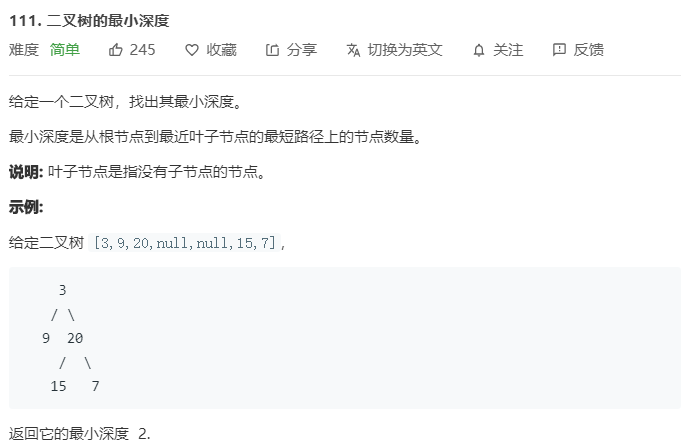 111. 二叉树的最小深度
难度 简单 245 收藏 分享 切换为英文 关注 反馈
给定一个二叉树，找出其最小深度。
最小深度是从根节点到最近叶子节点的最短路径上的节点数量。
说明: 叶子节点是指没有子节点的节点。
示例:
给定二叉树 [3,9,20,null,null,15,7],
3
/ \
9 20
/ \
15 7
返回它的最小深度 2.